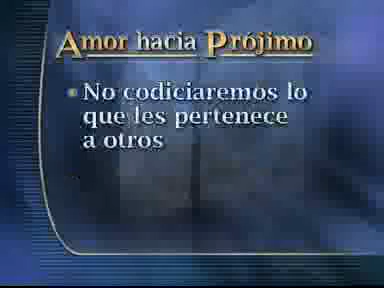 Amor hacia Prójimo
No codiciaremos lo
que les pertenece
a otros